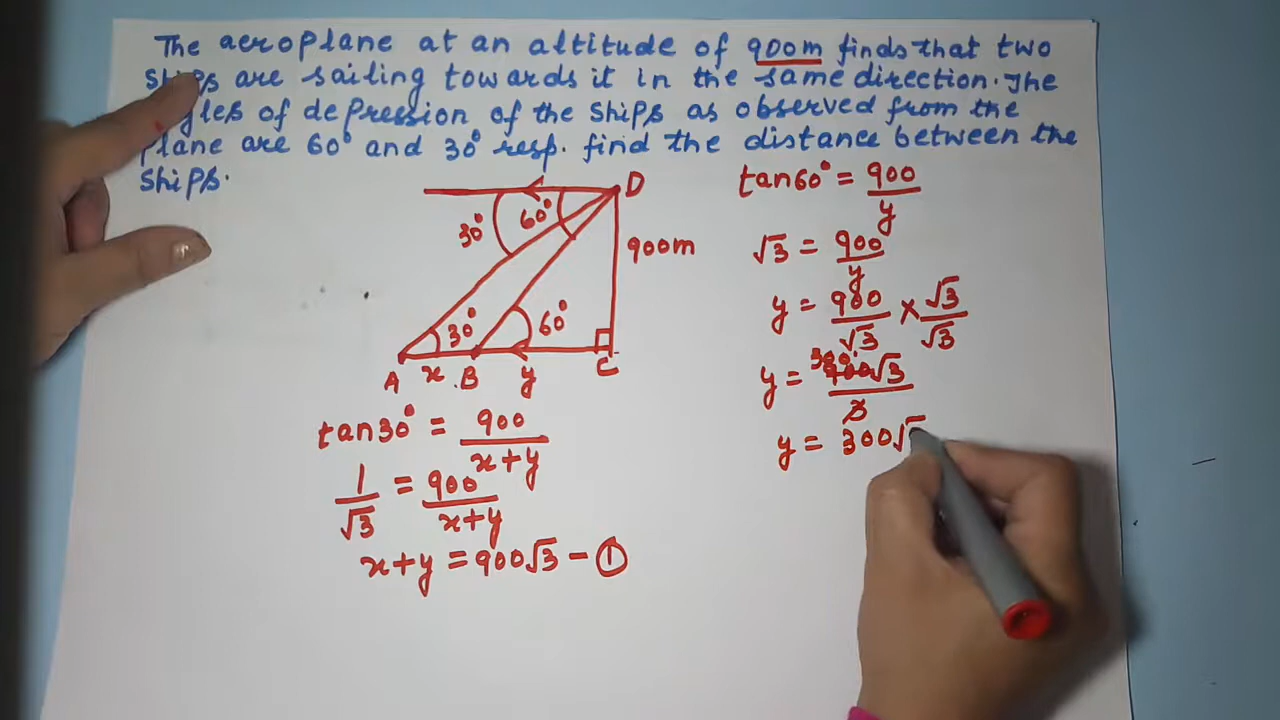 The aeroplane at an altitude of 900m finds that two
ships are sailing towards it in the same direction. The
of depression of the ships as observed from the
plane are 60° and 30° resp. find the distance between the
ships.
D
30°
60°
900m
30°
60°
A x B y C
tan30° = 900/x+y
1/√3 = 900/x+y
x+y = 900√3 - ①
tan60° = 900/y
√3 = 900/y
y = 900/√3 × √3/√3
y = 900√3/3
300
y = 300√